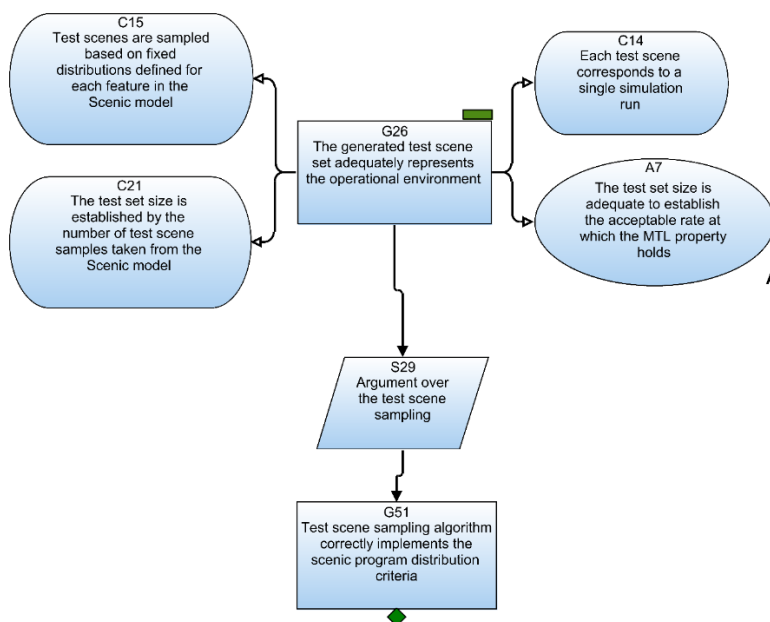 C15
Test scenes are sampled
based on fixed
distributions defined for
each feature in the
Scenic model
C14
Each test scene
corresponds to a
single simulation
run
G26
The generated test scene
set adequately represents
the operational environment
C21
The test set size is
established by the
number of test scene
samples taken from the
Scenic model
A7
The test set size is
adequate to establish
the acceptable rate at
which the MTL property
holds
A
S29
Argument over
the test scene
sampling
G51
Test scene sampling algorithm
correctly implements the
scenic program distribution
criteria